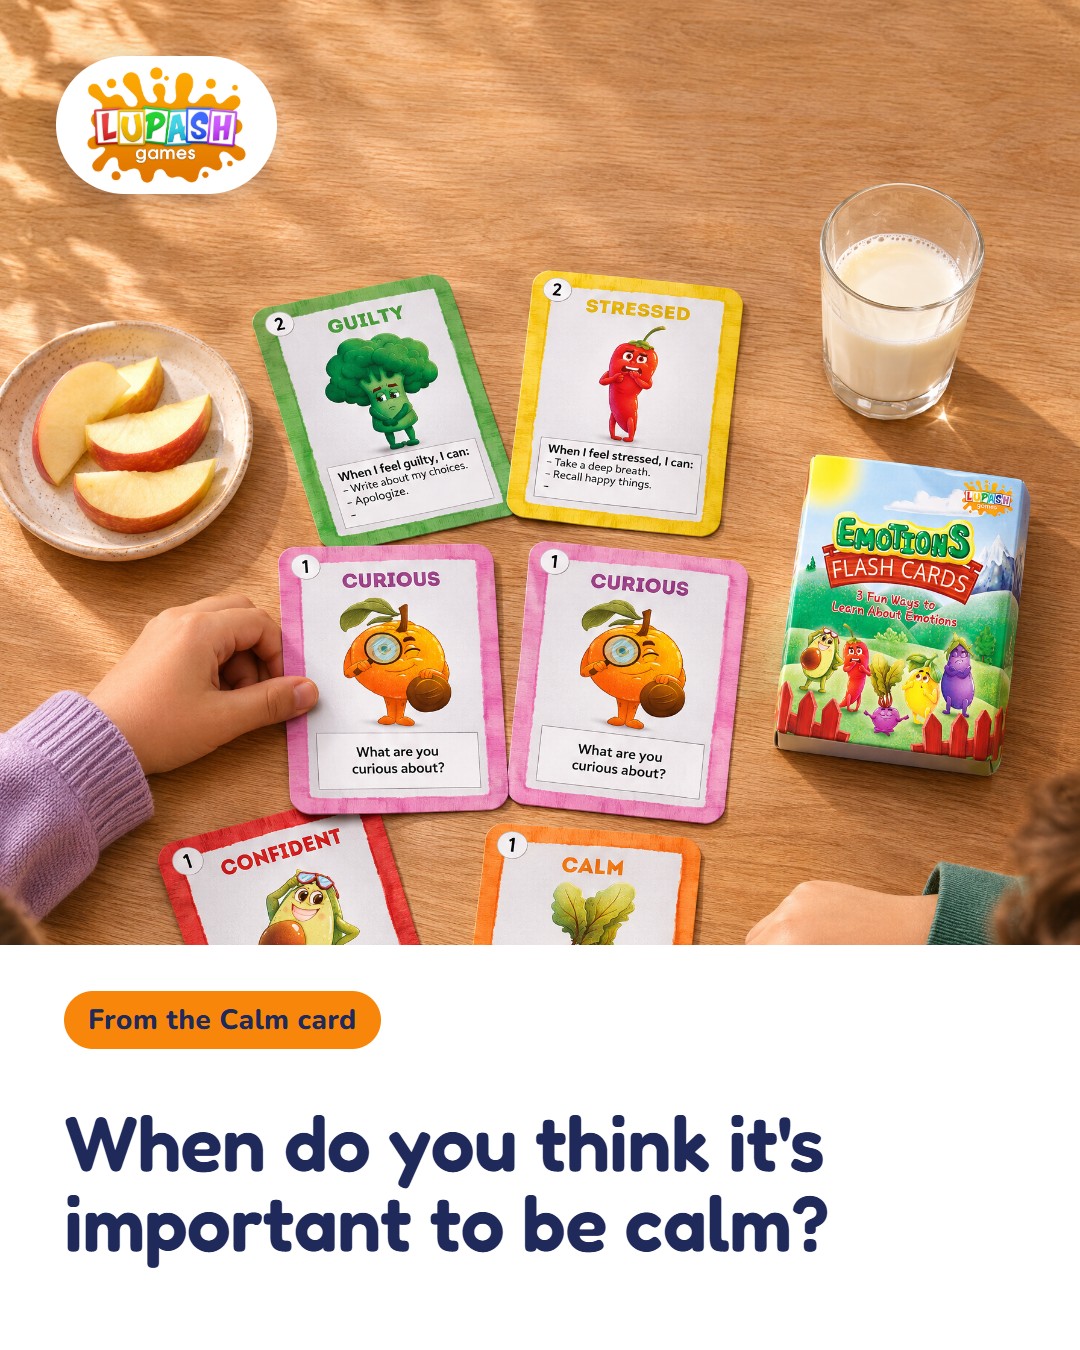 LUPASH
games
2
GUILTY
When I feel guilty, I can:
- Write about my choices.
- Apologize.
-
2
STRESSED
When I feel stressed, I can:
- Take a deep breath.
- Recall happy things.
-
LUPASH
games
EMOTIONS
FLASH CARDS
3 Fun Ways to
Learn About Emotions
1
CURIOUS
What are you
curious about?
1
CURIOUS
What are you
curious about?
1
CONFIDENT
1
CALM
From the Calm card
When do you think it's
important to be calm?